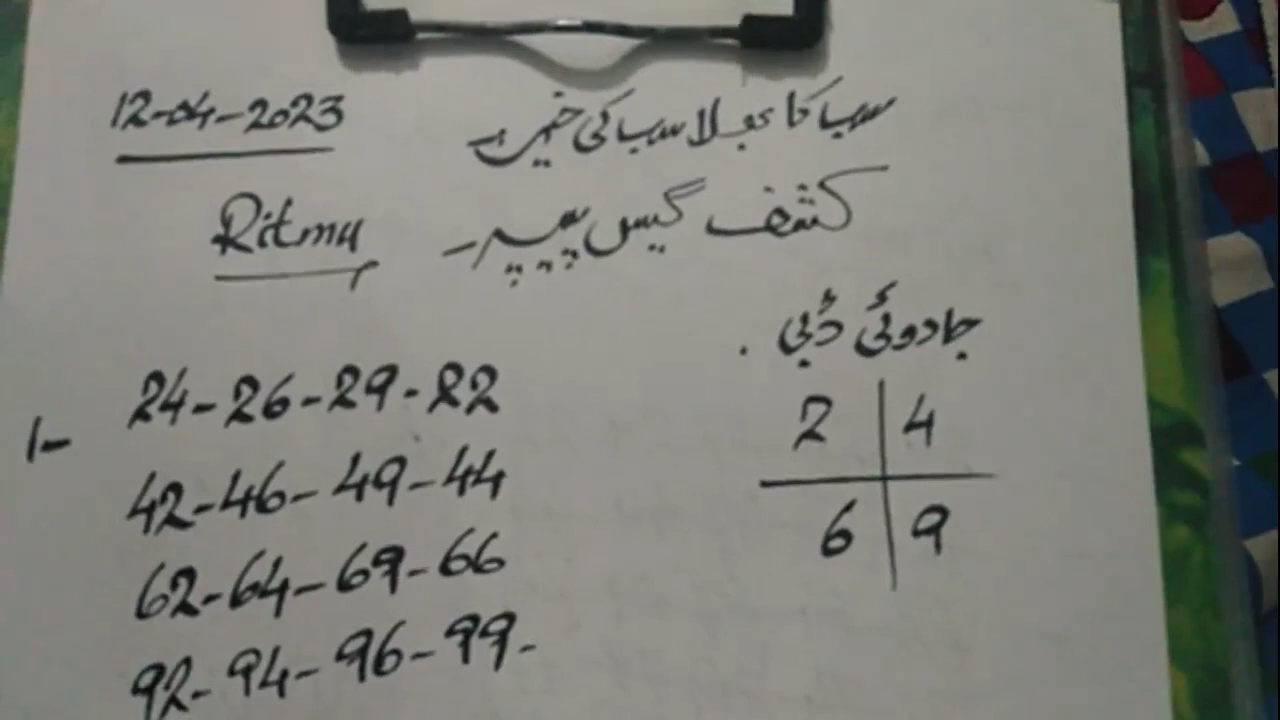 12-04-2023
سب کا بھلا سب کی خیر ہے
Ritmu
کشف گیس پیپر۔
جادوئی ڈبی
2 4
6 9
1- 24-26-29-22
42-46-49-44
62-64-69-66
92-94-96-99-